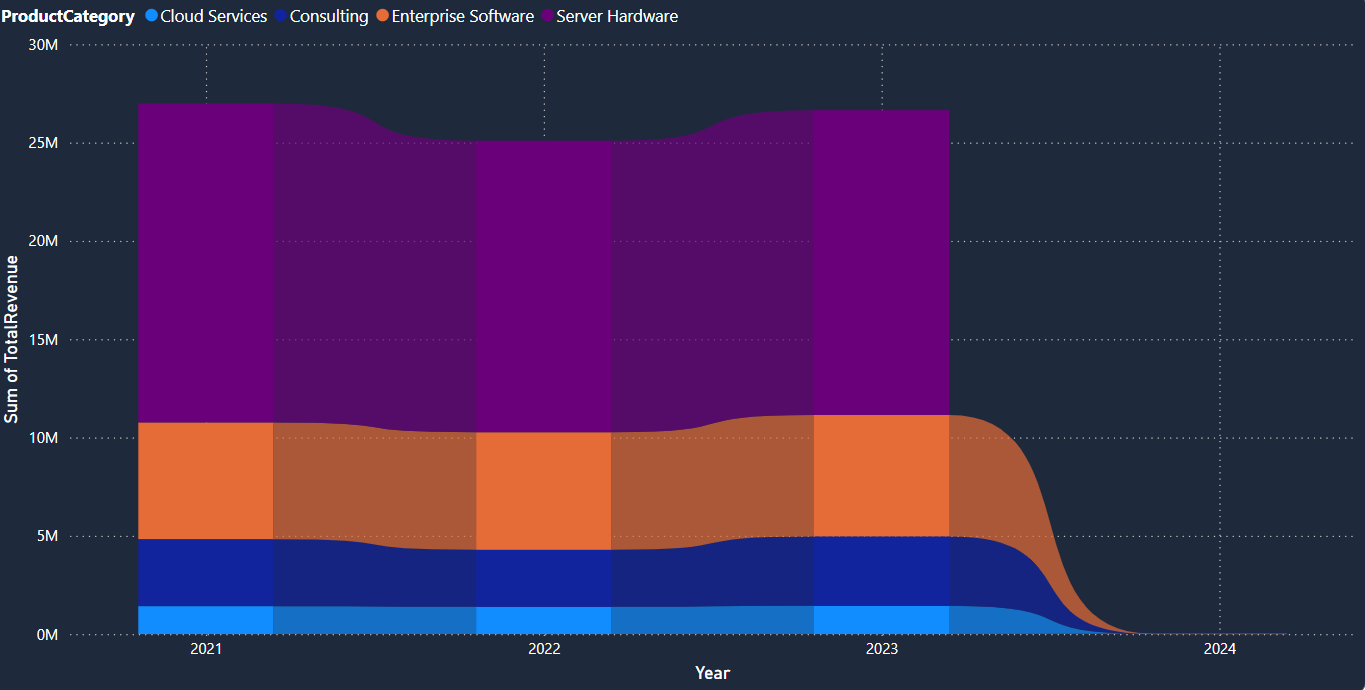 ProductCategory Cloud Services Consulting Enterprise Software Server Hardware
30M
25M
20M
15M
10M
5M
0M
Sum of TotalRevenue
2021 2022 2023 2024
Year